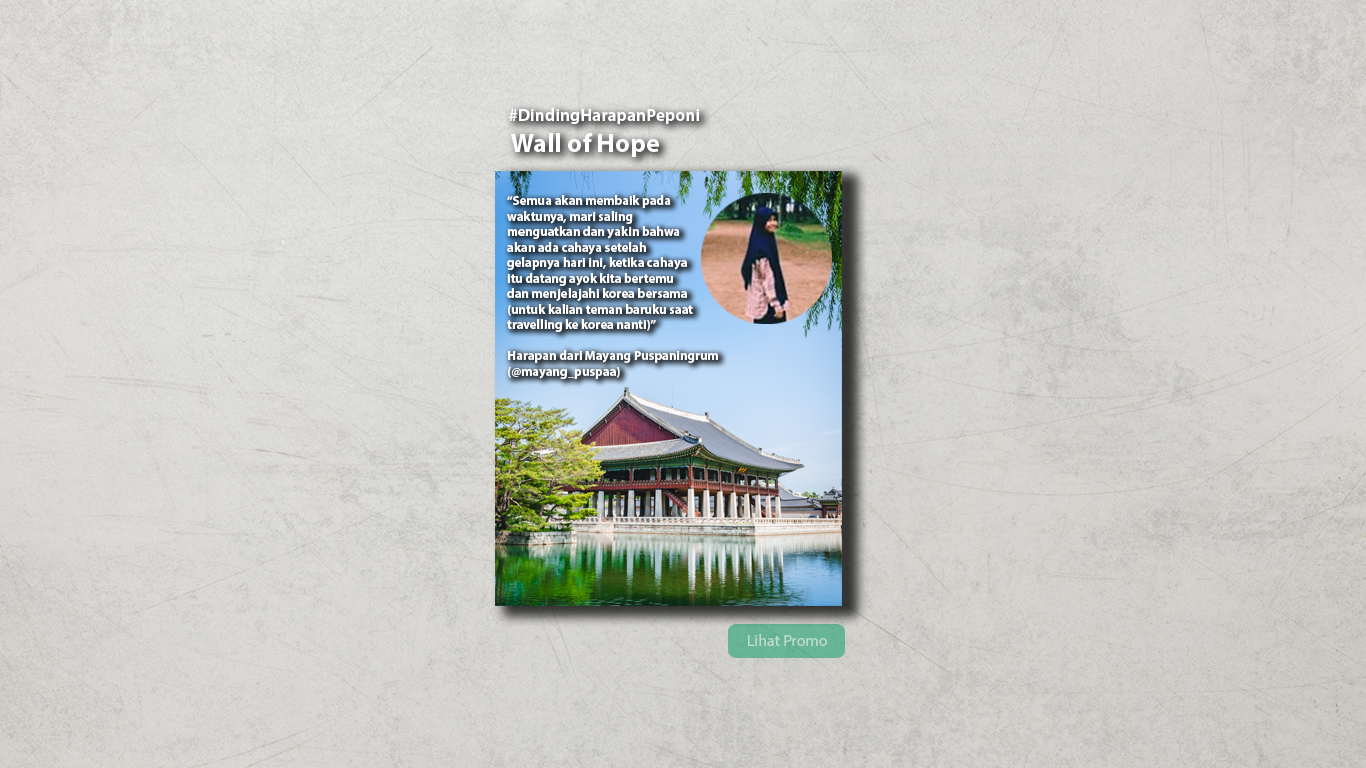 #DindingHarapanPeponi
Wall of Hope
“Semua akan membaik pada
waktunya, mari saling
menguatkan dan yakin bahwa
akan ada cahaya setelah
gelapnya hari ini, ketika cahaya
itu datang ayok kita bertemu
dan menjelajahi korea bersama
(untuk kalian teman baruku saat
travelling ke korea nanti)”
Harapan dari Mayang Puspaningrum
(@mayang_puspaa)
Lihat Promo